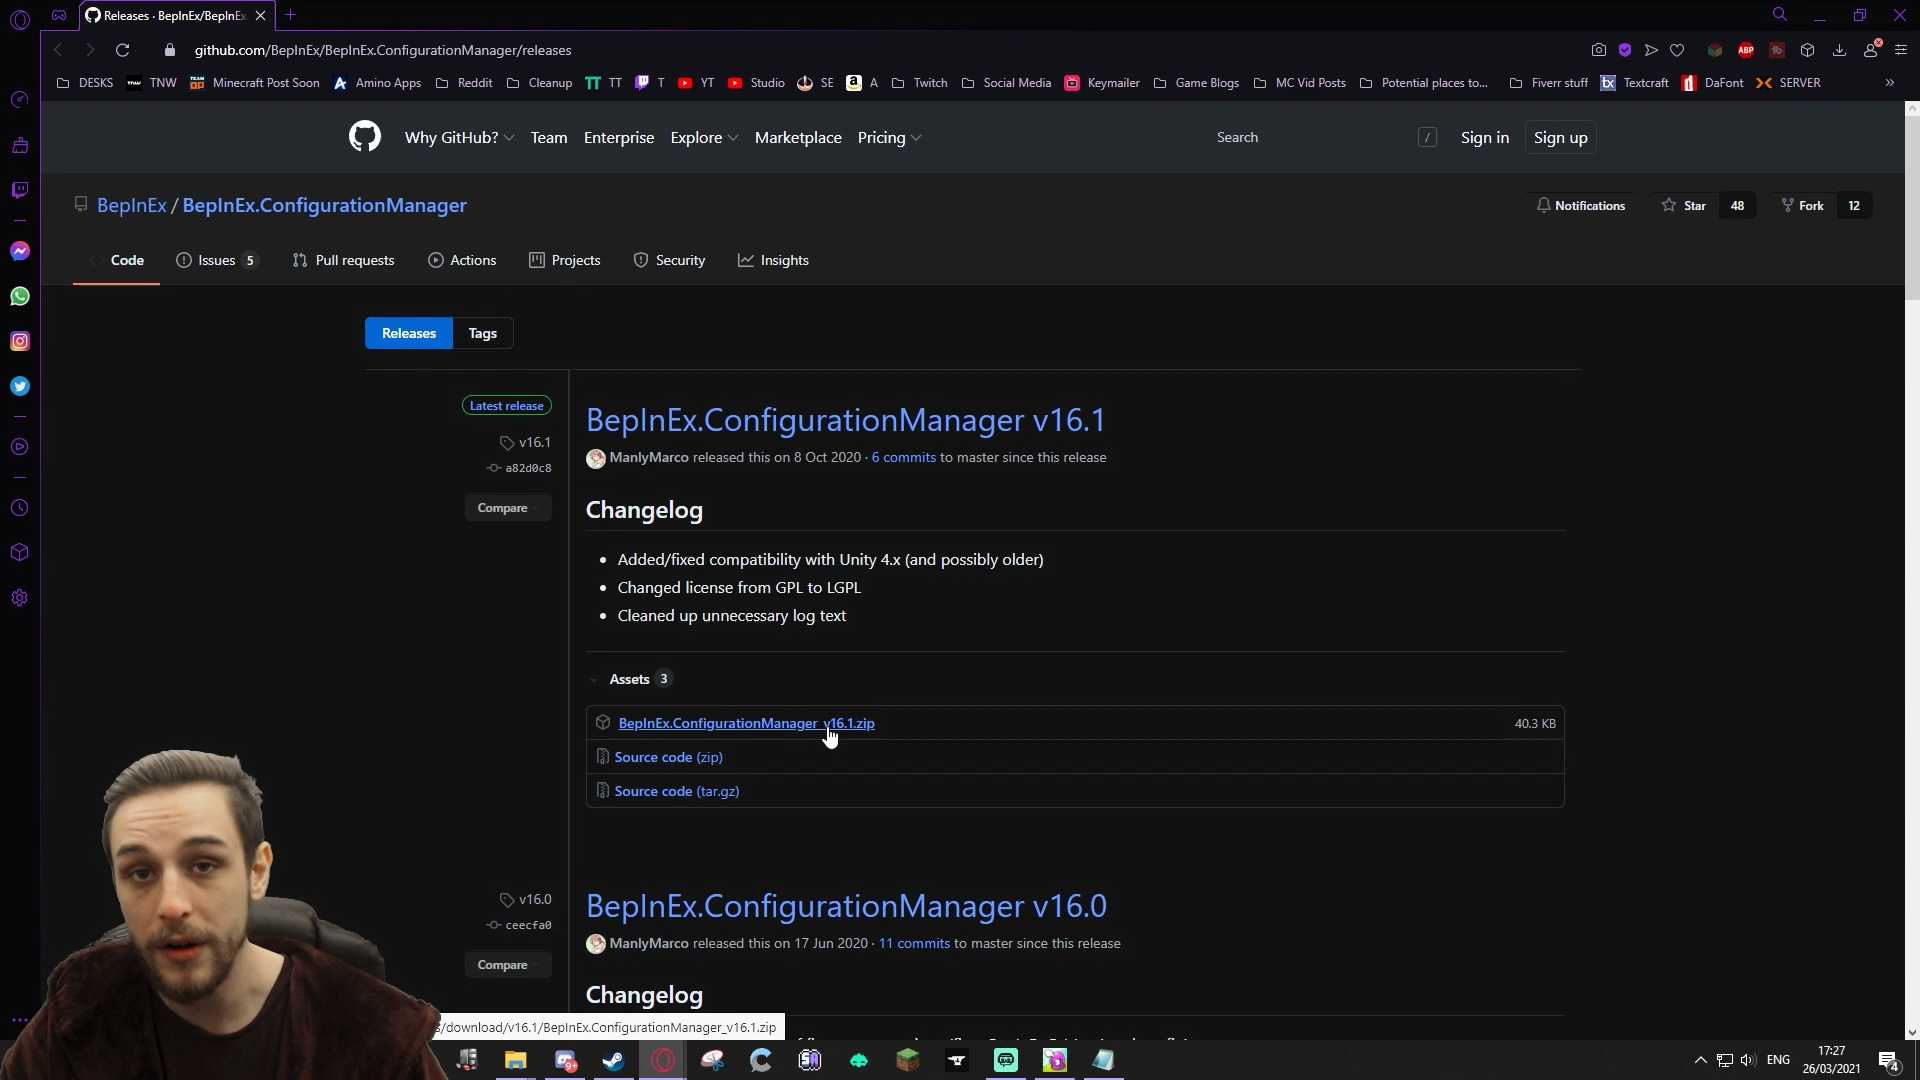 Releases · BepInEx/BepInEx.
github.com/BepInEx/BepInEx.ConfigurationManager/releases
DESKS TNW Minecraft Post Soon Amino Apps Reddit Cleanup TT T YT Studio SE A Twitch Social Media Keymailer Game Blogs MC Vid Posts Potential places to... Fiverr stuff Textcraft DaFont SERVER
Why GitHub? Team Enterprise Explore Marketplace Pricing Search / Sign in Sign up
BepInEx / BepInEx.ConfigurationManager Notifications Star 48 Fork 12
Code Issues 5 Pull requests Actions Projects Security Insights
Releases Tags
Latest release
v16.1
a82d0c8
Compare
BepInEx.ConfigurationManager v16.1
ManlyMarco released this on 8 Oct 2020 · 6 commits to master since this release
Changelog
Added/fixed compatibility with Unity 4.x (and possibly older)
Changed license from GPL to LGPL
Cleaned up unnecessary log text
Assets 3
BepInEx.ConfigurationManager_v16.1.zip 40.3 KB
Source code (zip)
Source code (tar.gz)
v16.0
ceecfa0
Compare
BepInEx.ConfigurationManager v16.0
ManlyMarco released this on 17 Jun 2020 · 11 commits to master since this release
Changelog
/download/v16.1/BepInEx.ConfigurationManager_v16.1.zip
ENG 17:27
26/03/2021 4